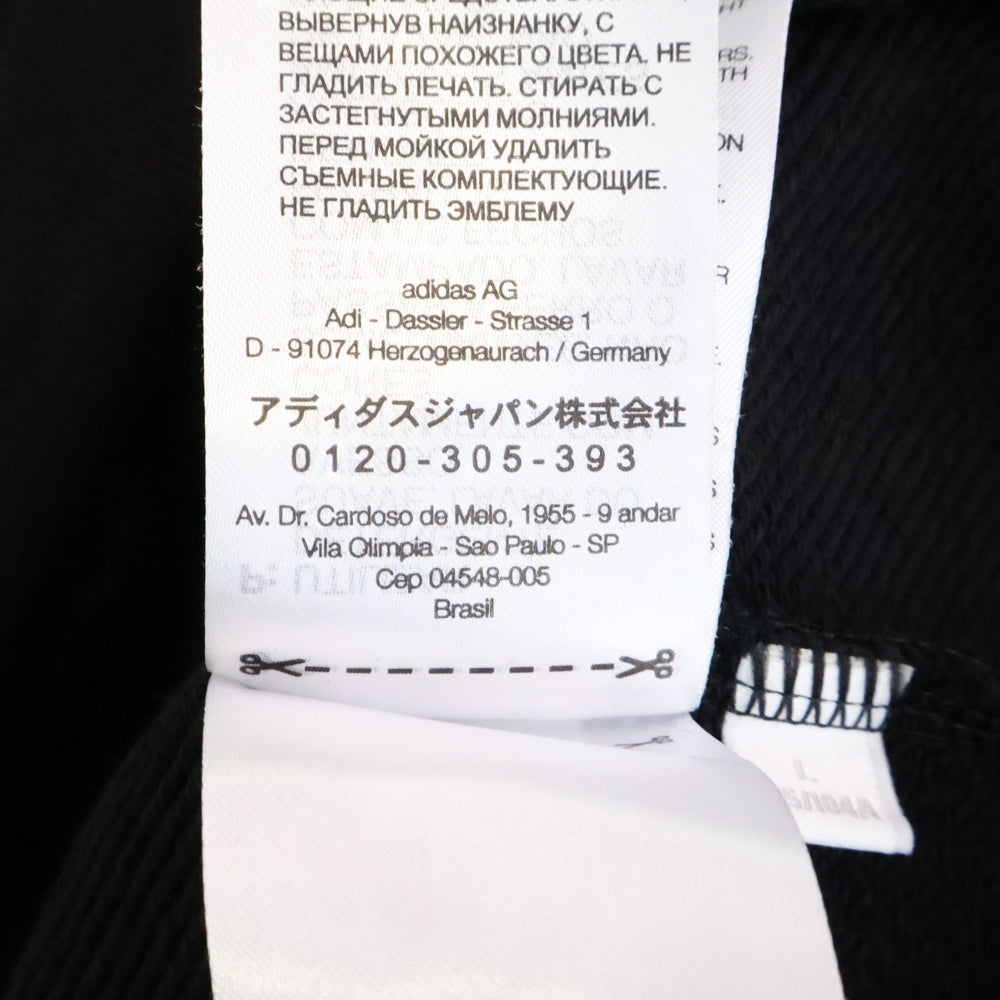 ВЫВЕРНУВ НАИЗНАНКУ, С
ВЕЩАМИ ПОХОЖЕГО ЦВЕТА. НЕ
ГЛАДИТЬ ПЕЧАТЬ. СТИРАТЬ С
ЗАСТЕГНУТЫМИ МОЛНИЯМИ.
ПЕРЕД МОЙКОЙ УДАЛИТЬ
СЪЕМНЫЕ КОМПЛЕКТУЮЩИЕ.
НЕ ГЛАДИТЬ ЭМБЛЕМУ
adidas AG
Adi - Dassler - Strasse 1
D - 91074 Herzogenaurach / Germany
アディダスジャパン株式会社
0120-305-393
Av. Dr. Cardoso de Melo, 1955 - 9 andar
Vila Olimpia - Sao Paulo - SP
Cep 04548-005
Brasil